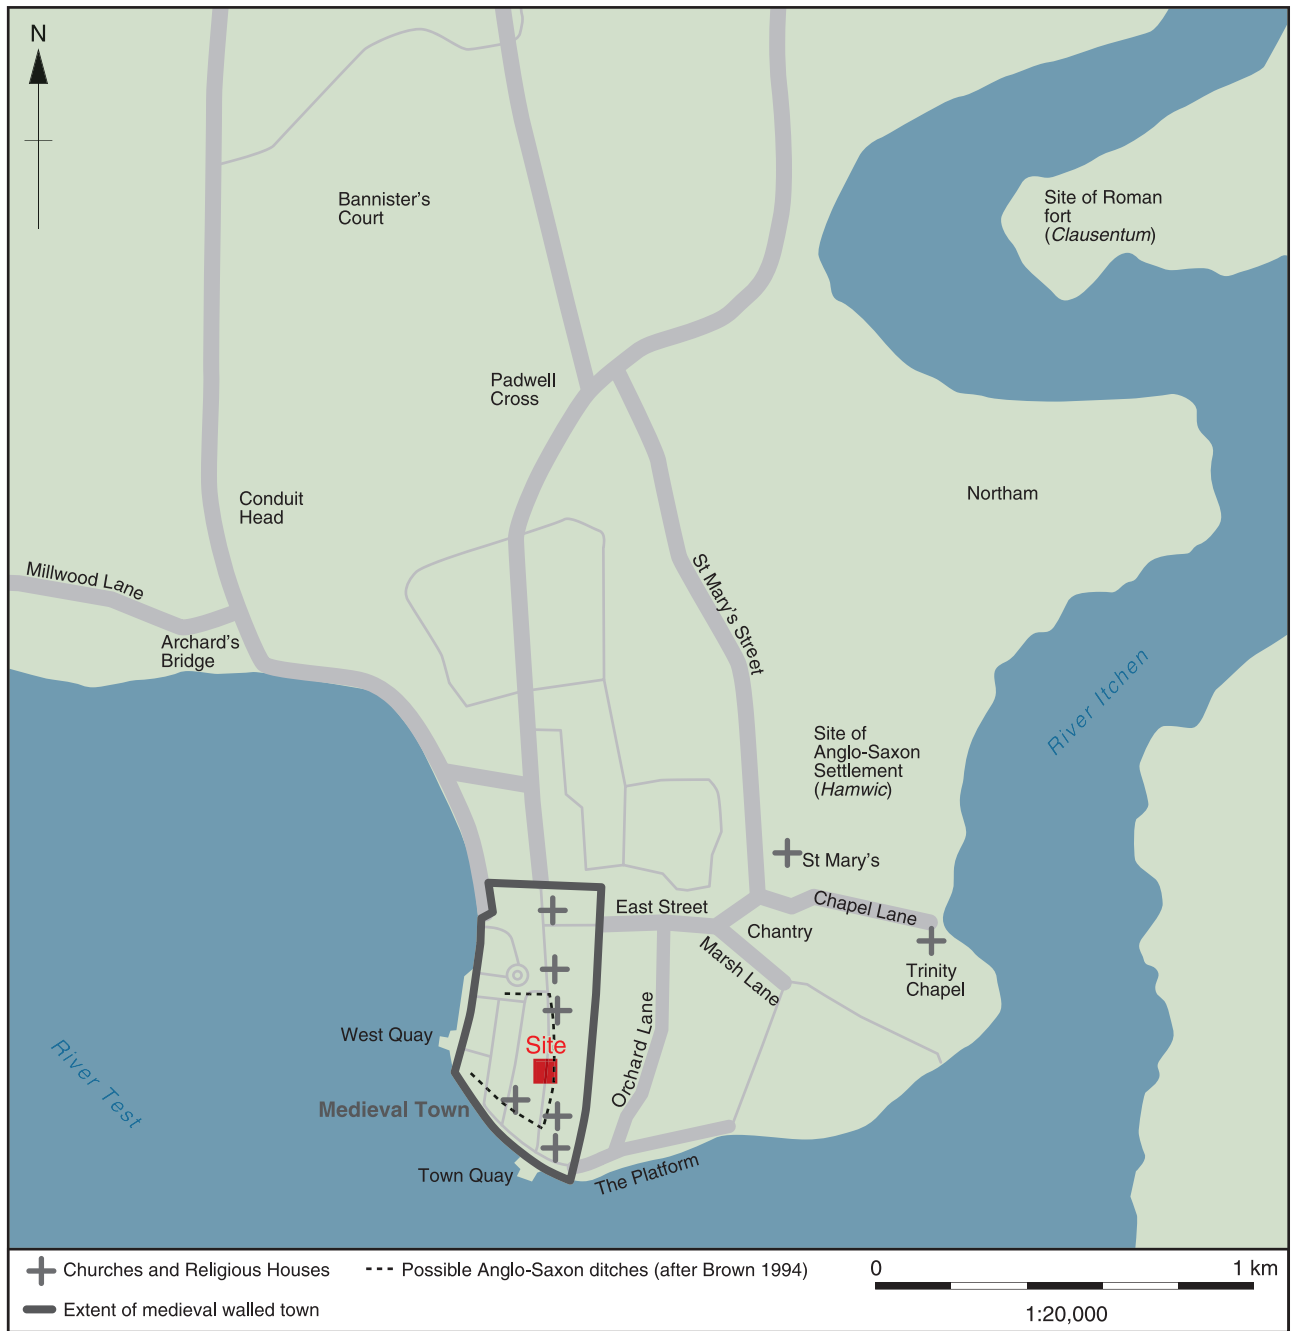 N
Bannister's
Court
Site of Roman
fort
(Clausentum)
Padwell
Cross
Conduit
Head
Northam
Millwood Lane
Archard's
Bridge
St Mary's Street
River Itchen
Site of
Anglo-Saxon
Settlement
(Hamwic)
St Mary's
East Street
Chapel Lane
Chantry
Marsh Lane
Trinity
Chapel
Orchard Lane
West Quay
Site
River Test
Medieval Town
Town Quay
The Platform
Churches and Religious Houses
Possible Anglo-Saxon ditches (after Brown 1994)
0
1 km
Extent of medieval walled town
1:20,000